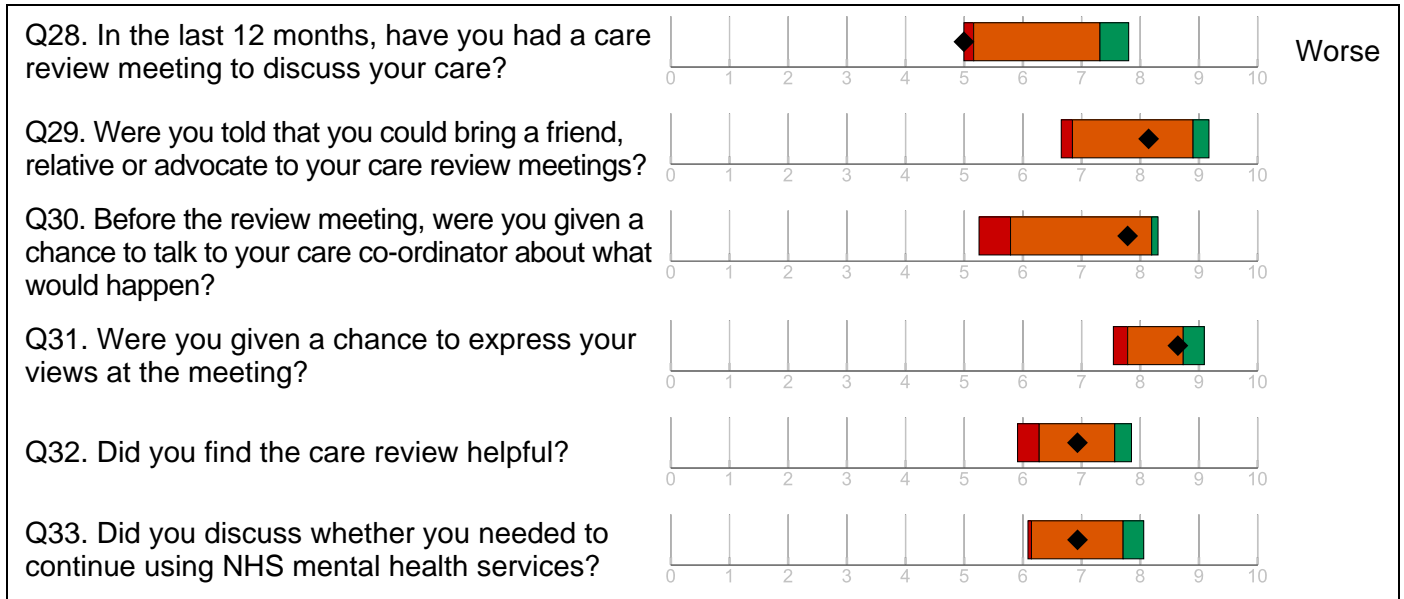 Q28. In the last 12 months, have you had a care
review meeting to discuss your care?
0 1 2 3 4 5 6 7 8 9 10
Worse
Q29. Were you told that you could bring a friend,
relative or advocate to your care review meetings?
0 1 2 3 4 5 6 7 8 9 10
Q30. Before the review meeting, were you given a
chance to talk to your care co-ordinator about what
would happen?
0 1 2 3 4 5 6 7 8 9 10
Q31. Were you given a chance to express your
views at the meeting?
0 1 2 3 4 5 6 7 8 9 10
Q32. Did you find the care review helpful?
0 1 2 3 4 5 6 7 8 9 10
Q33. Did you discuss whether you needed to
continue using NHS mental health services?
0 1 2 3 4 5 6 7 8 9 10